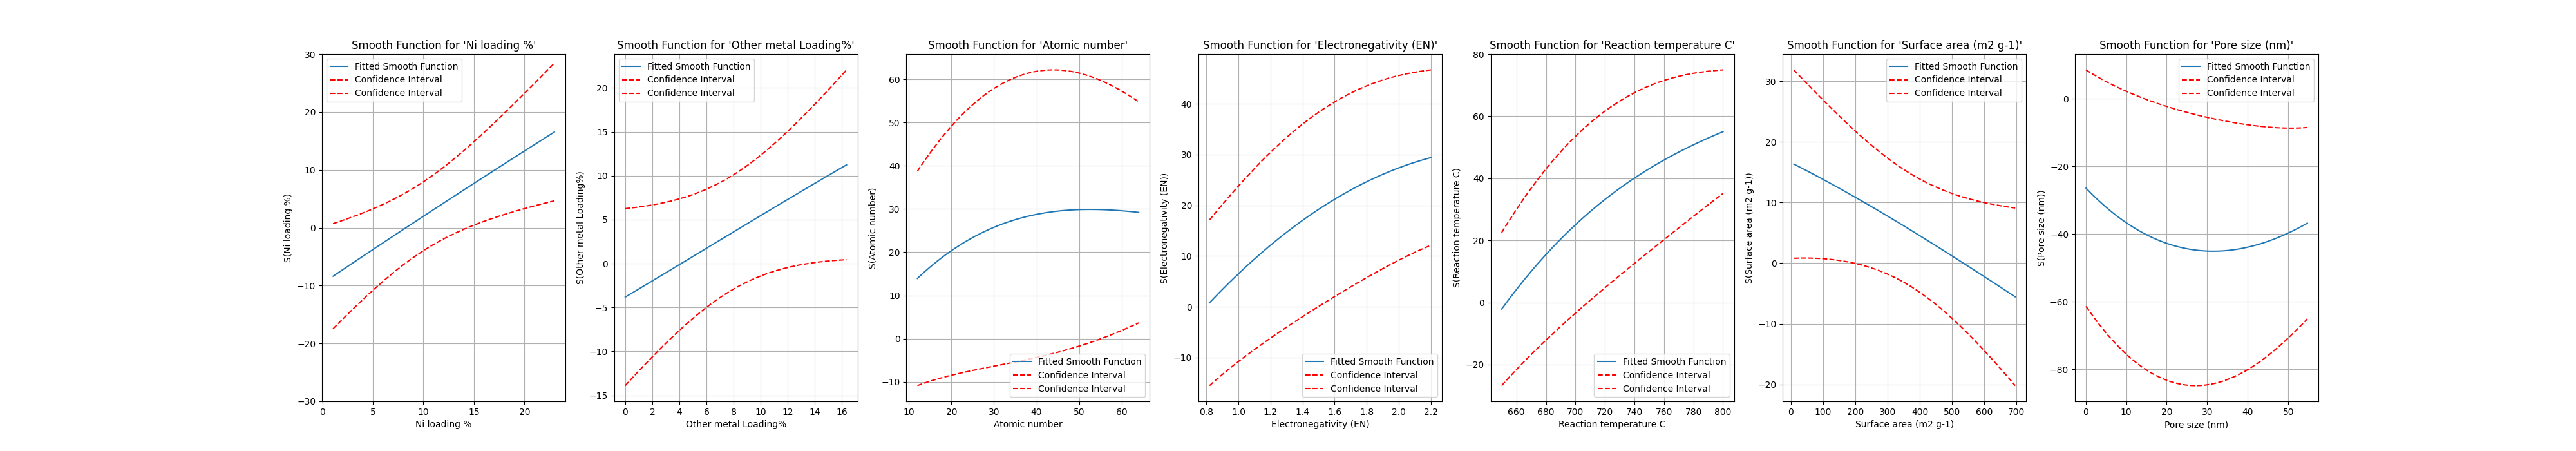 Smooth Function for 'Ni loading %'
30
20
10
0
−10
−20
−30
0 5 10 15 20
Ni loading %
S(Ni loading %)
Fitted Smooth Function
Confidence Interval
Confidence Interval
Smooth Function for 'Other metal Loading%'
20
15
10
5
0
−5
−10
−15
0 2 4 6 8 10 12 14 16
Other metal Loading%
S(Other metal Loading%)
Fitted Smooth Function
Confidence Interval
Confidence Interval
Smooth Function for 'Atomic number'
60
50
40
30
20
10
0
−10
10 20 30 40 50 60
Atomic number
S(Atomic number)
Fitted Smooth Function
Confidence Interval
Confidence Interval
Smooth Function for 'Electronegativity (EN)'
40
30
20
10
0
−10
0.8 1.0 1.2 1.4 1.6 1.8 2.0 2.2
Electronegativity (EN)
S(Electronegativity (EN))
Fitted Smooth Function
Confidence Interval
Confidence Interval
Smooth Function for 'Reaction temperature C'
80
60
40
20
0
−20
660 680 700 720 740 760 780 800
Reaction temperature C
S(Reaction temperature C)
Fitted Smooth Function
Confidence Interval
Confidence Interval
Smooth Function for 'Surface area (m2 g-1)'
30
20
10
0
−10
−20
0 100 200 300 400 500 600 700
Surface area (m2 g-1)
S(Surface area (m2 g-1))
Fitted Smooth Function
Confidence Interval
Confidence Interval
Smooth Function for 'Pore size (nm)'
0
−20
−40
−60
−80
0 10 20 30 40 50
Pore size (nm)
S(Pore size (nm))
Fitted Smooth Function
Confidence Interval
Confidence Interval